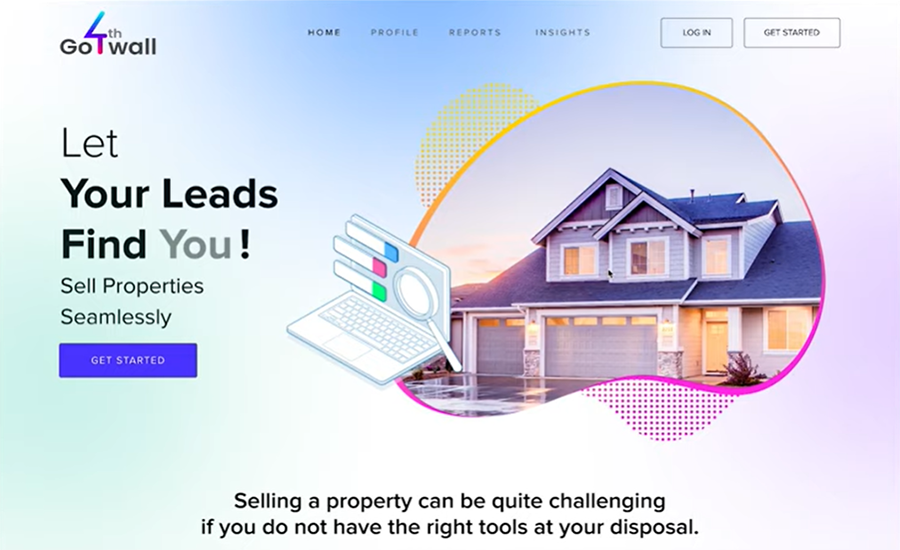 Go4thwall
HOME PROFILE REPORTS INSIGHTS LOG IN GET STARTED
Let
Your Leads
Find You!
Sell Properties
Seamlessly
GET STARTED
Selling a property can be quite challenging
if you do not have the right tools at your disposal.